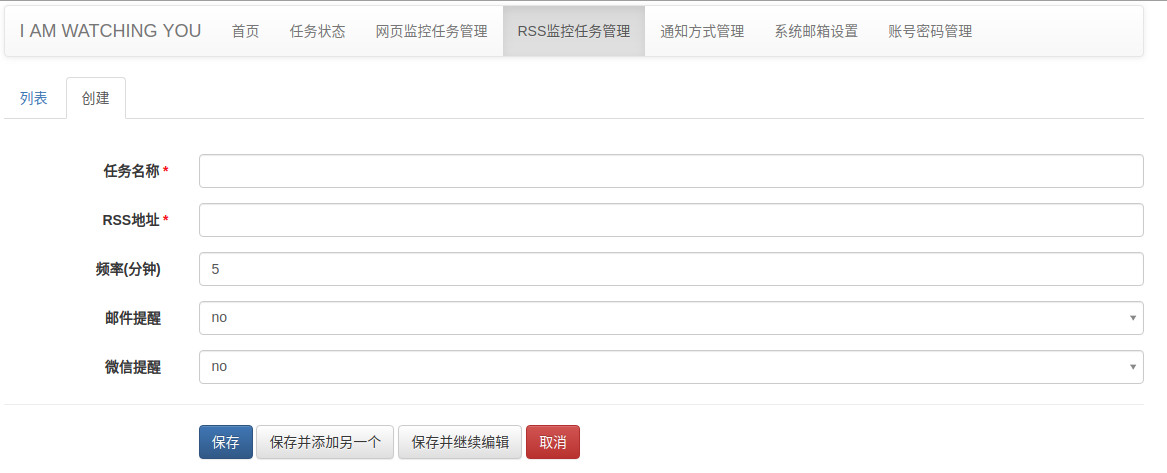 I AM WATCHING YOU 首页 任务状态 网页监控任务管理 RSS监控任务管理 通知方式管理 系统邮箱设置 账号密码管理
列表 创建
任务名称 *
RSS地址 *
频率(分钟) 5
邮件提醒 no
微信提醒 no
保存 保存并添加另一个 保存并继续编辑 取消